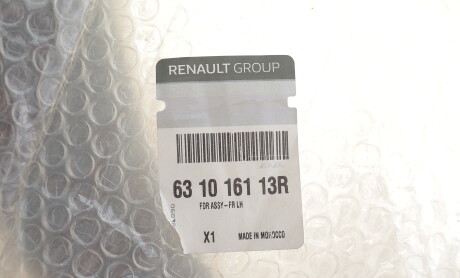 RENAULT GROUP
63 10 161 13R
FDR ASSY-FR LH
X1 MADE IN MOROCCO